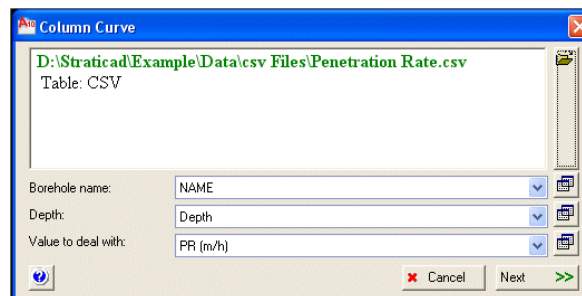 A10 Column Curve
D:\Straticad\Example\Data\csv Files\Penetration Rate.csv
Table: CSV
Borehole name: NAME
Depth: Depth
Value to deal with: PR (m/h)
? Cancel Next >>